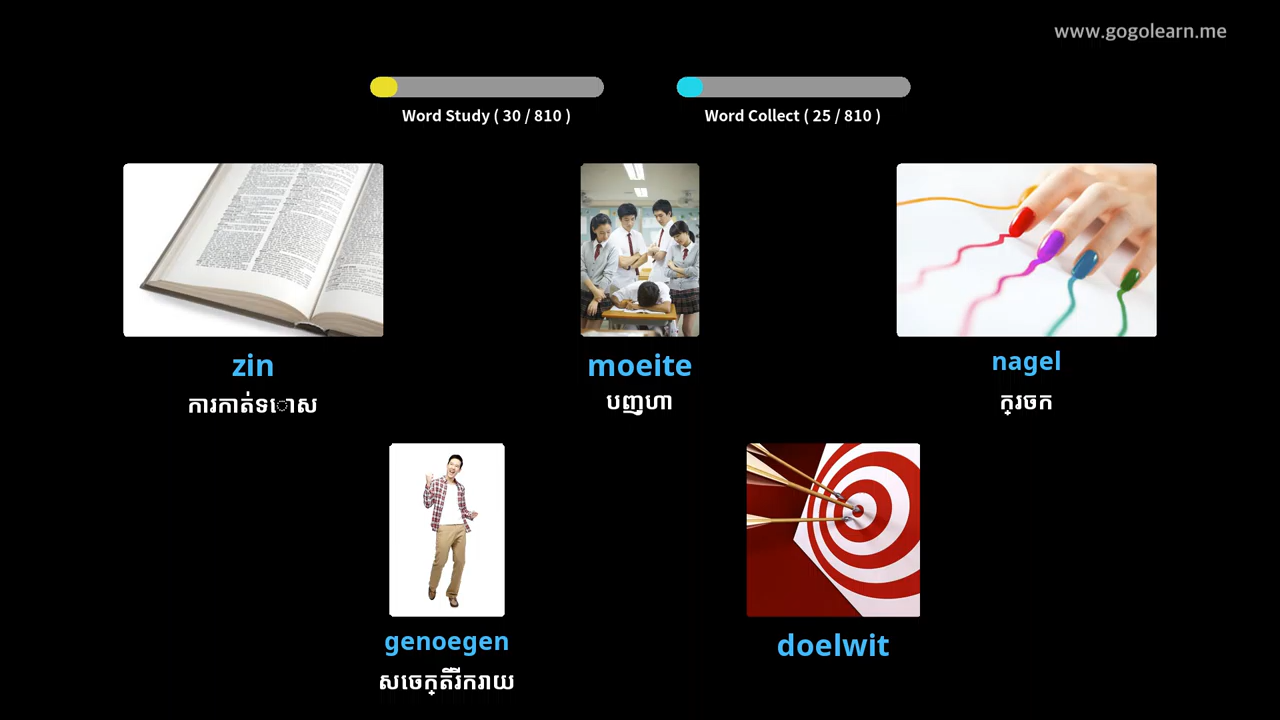 www.gogolearn.me
Word Study ( 30 / 810 )
Word Collect ( 25 / 810 )
zin
ការកាត់ទោស
moeite
បញ្ហា
nagel
ក្រចក
genoegen
សចេក្តីរីករាយ
doelwit